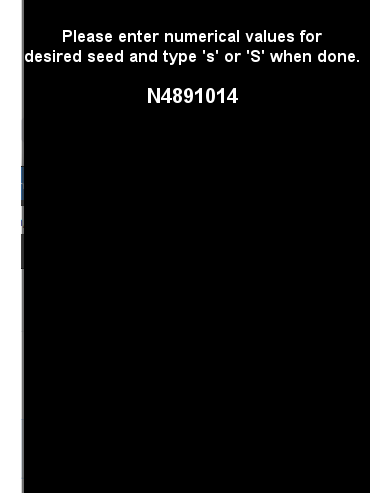 Please enter numerical values for
desired seed and type 's' or 'S' when done.
N4891014